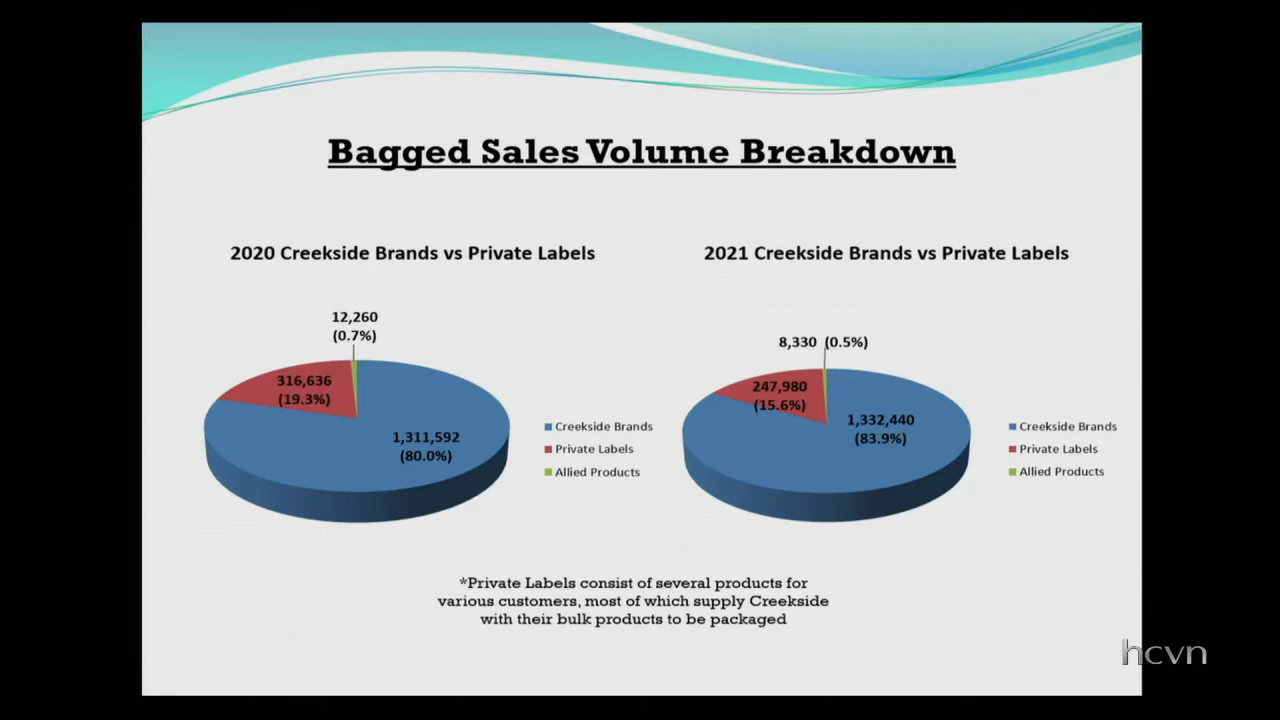 Bagged Sales Volume Breakdown
2020 Creekside Brands vs Private Labels
12,260
(0.7%)
316,636
(19.3%)
1,311,592
(80.0%)
Creekside Brands
Private Labels
Allied Products
2021 Creekside Brands vs Private Labels
8,330 (0.5%)
247,980
(15.6%)
1,332,440
(83.9%)
Creekside Brands
Private Labels
Allied Products
*Private Labels consist of several products for
various customers, most of which supply Creekside
with their bulk products to be packaged
hcvn